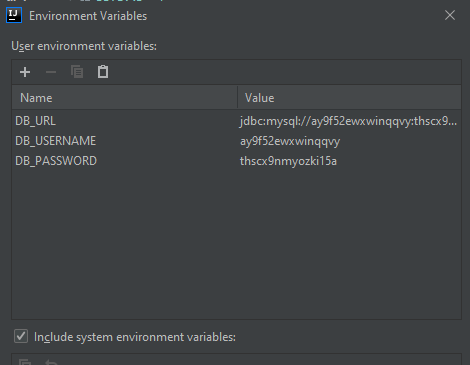 IJ Environment Variables
User environment variables:
Name Value
DB_URL jdbc:mysql://ay9f52ewxwinqqvy:thscx9...
DB_USERNAME ay9f52ewxwinqqvy
DB_PASSWORD thscx9nmyozki15a
Include system environment variables: